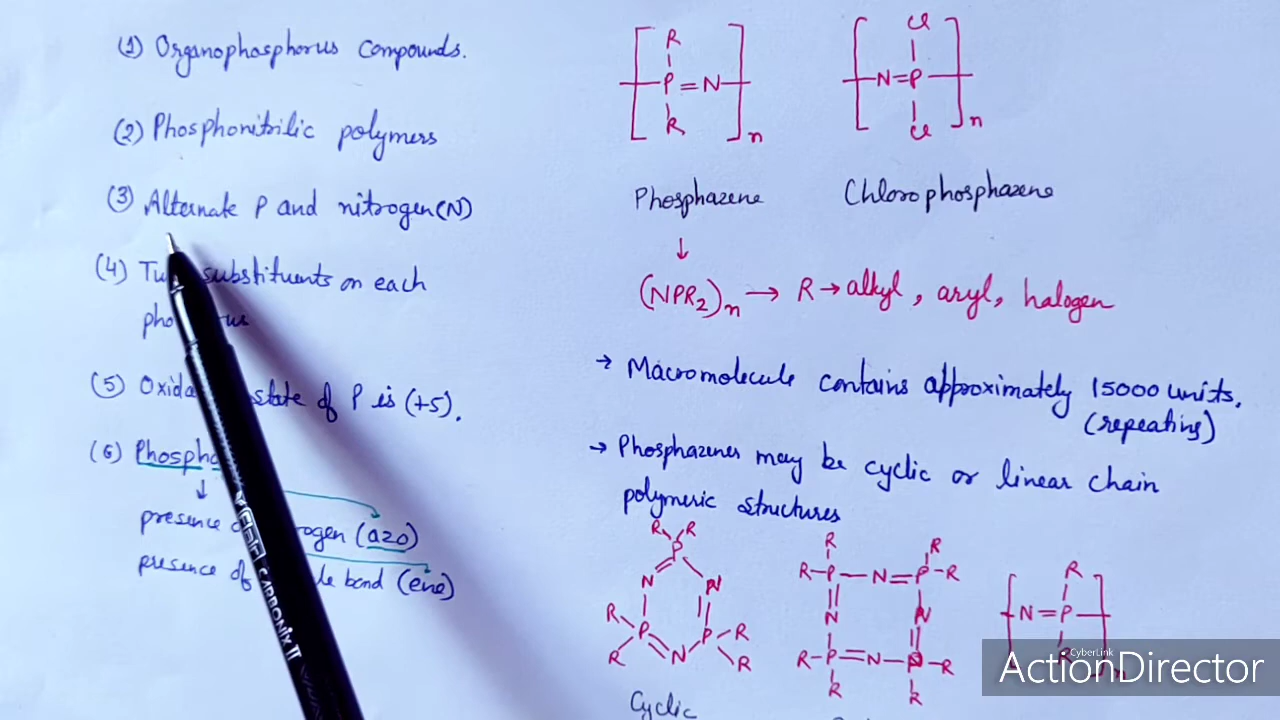 (1) Organophosphorus compounds.
(2) Phosphonitrilic polymers
(3) Alternate P and nitrogen(N)
(4) substituents on each
(5) state of P is (+5).
(6)
↓
presence (azo)
presence of bond (ene)
R
P=N
R
n
Cl
N=P
Cl
n
Phosphazene
Chlorophosphazene
↓
(NPR2)n → R → alkyl, aryl, halogen
→ Macromolecule contains approximately 15000 units.
(repeating)
→ Phosphazenes may be cyclic or linear chain
polymeric structures
R R
P
N N
R P P R
R N R
Cyclic
R R
R-P-N=P-R
N N
R-P=N-P-R
R R
R
N=P
R
n
CyberLink
ActionDirector
CARBONIX II